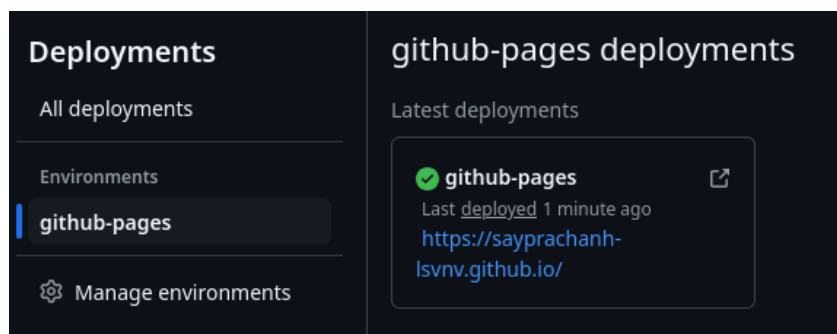 Deployments
All deployments
Environments
github-pages
Manage environments
github-pages deployments
Latest deployments
github-pages
Last deployed 1 minute ago
https://sayprachanh-
lsvnv.github.io/